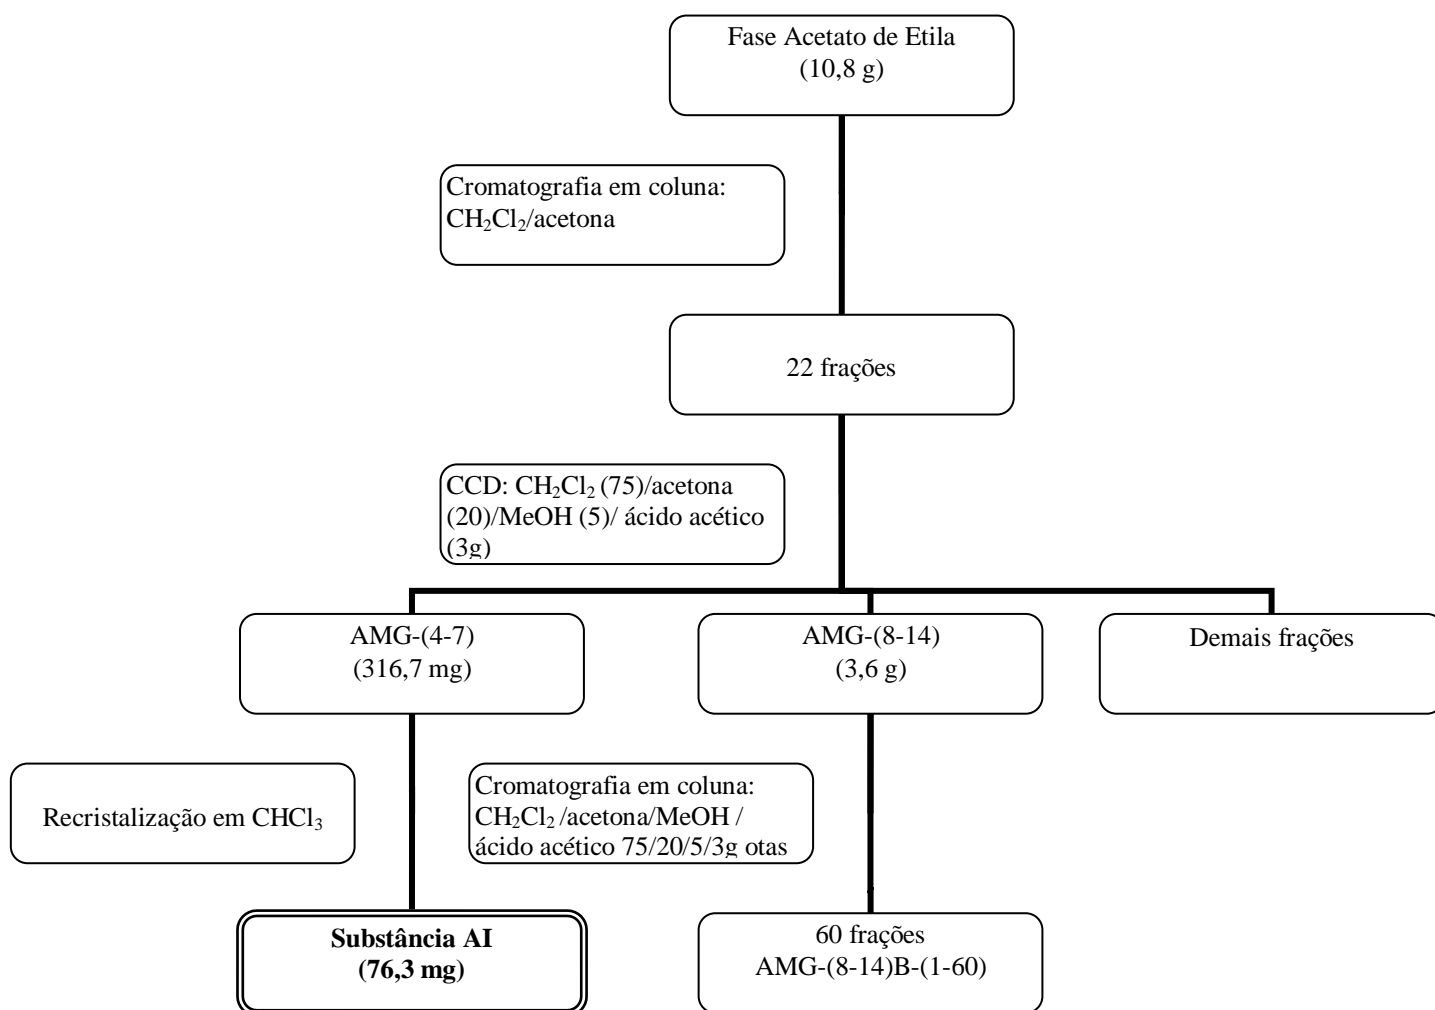 Fase Acetato de Etila
(10,8 g)
Cromatografia em coluna:
CH₂Cl₂/acetona
22 frações
CCD: CH₂Cl₂ (75)/acetona
(20)/MeOH (5)/ ácido acético
(3g)
AMG-(4-7)
(316,7 mg)
AMG-(8-14)
(3,6 g)
Demais frações
Recristalização em CHCl₃
Cromatografia em coluna:
CH₂Cl₂ /acetona/MeOH /
ácido acético 75/20/5/3g otas
Substância AI
(76,3 mg)
60 frações
AMG-(8-14)B-(1-60)